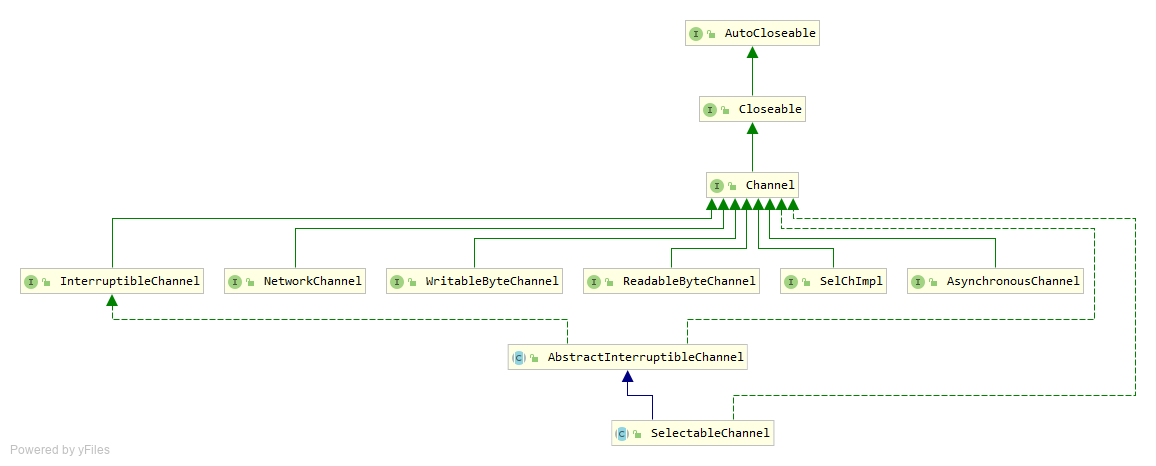 AutoCloseable
Closeable
Channel
InterruptibleChannel
NetworkChannel
WritableByteChannel
ReadableByteChannel
SelChImpl
AsynchronousChannel
AbstractInterruptibleChannel
SelectableChannel
Powered by yFiles